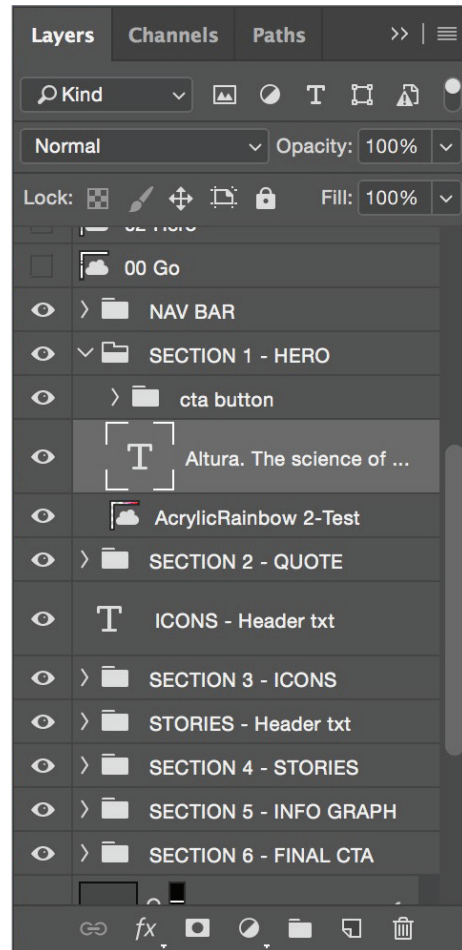 Layers Channels Paths
Kind
Normal Opacity: 100%
Lock: Fill: 100%
00 Go
NAV BAR
SECTION 1 - HERO
cta button
T Altura. The science of ...
AcrylicRainbow 2-Test
SECTION 2 - QUOTE
T ICONS - Header txt
SECTION 3 - ICONS
STORIES - Header txt
SECTION 4 - STORIES
SECTION 5 - INFO GRAPH
SECTION 6 - FINAL CTA
fx